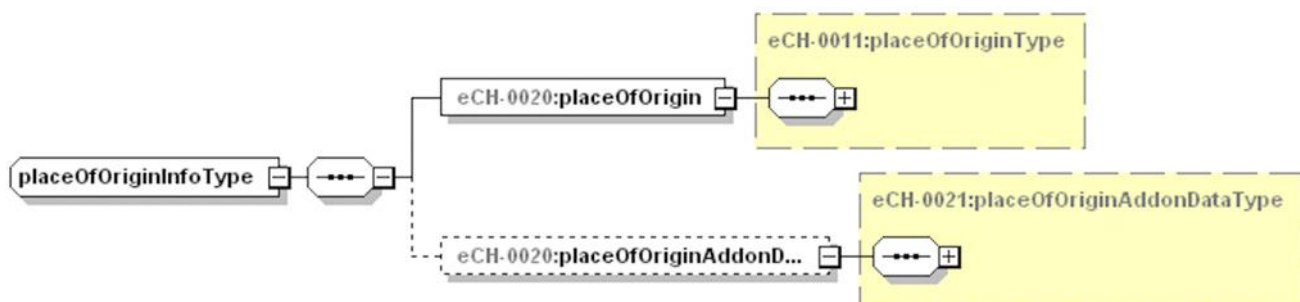 eCH-0011:placeOfOriginType
eCH-0020:placeOfOrigin
placeOfOriginInfoType
eCH-0021:placeOfOriginAddonDataType
eCH-0020:placeOfOriginAddonD...